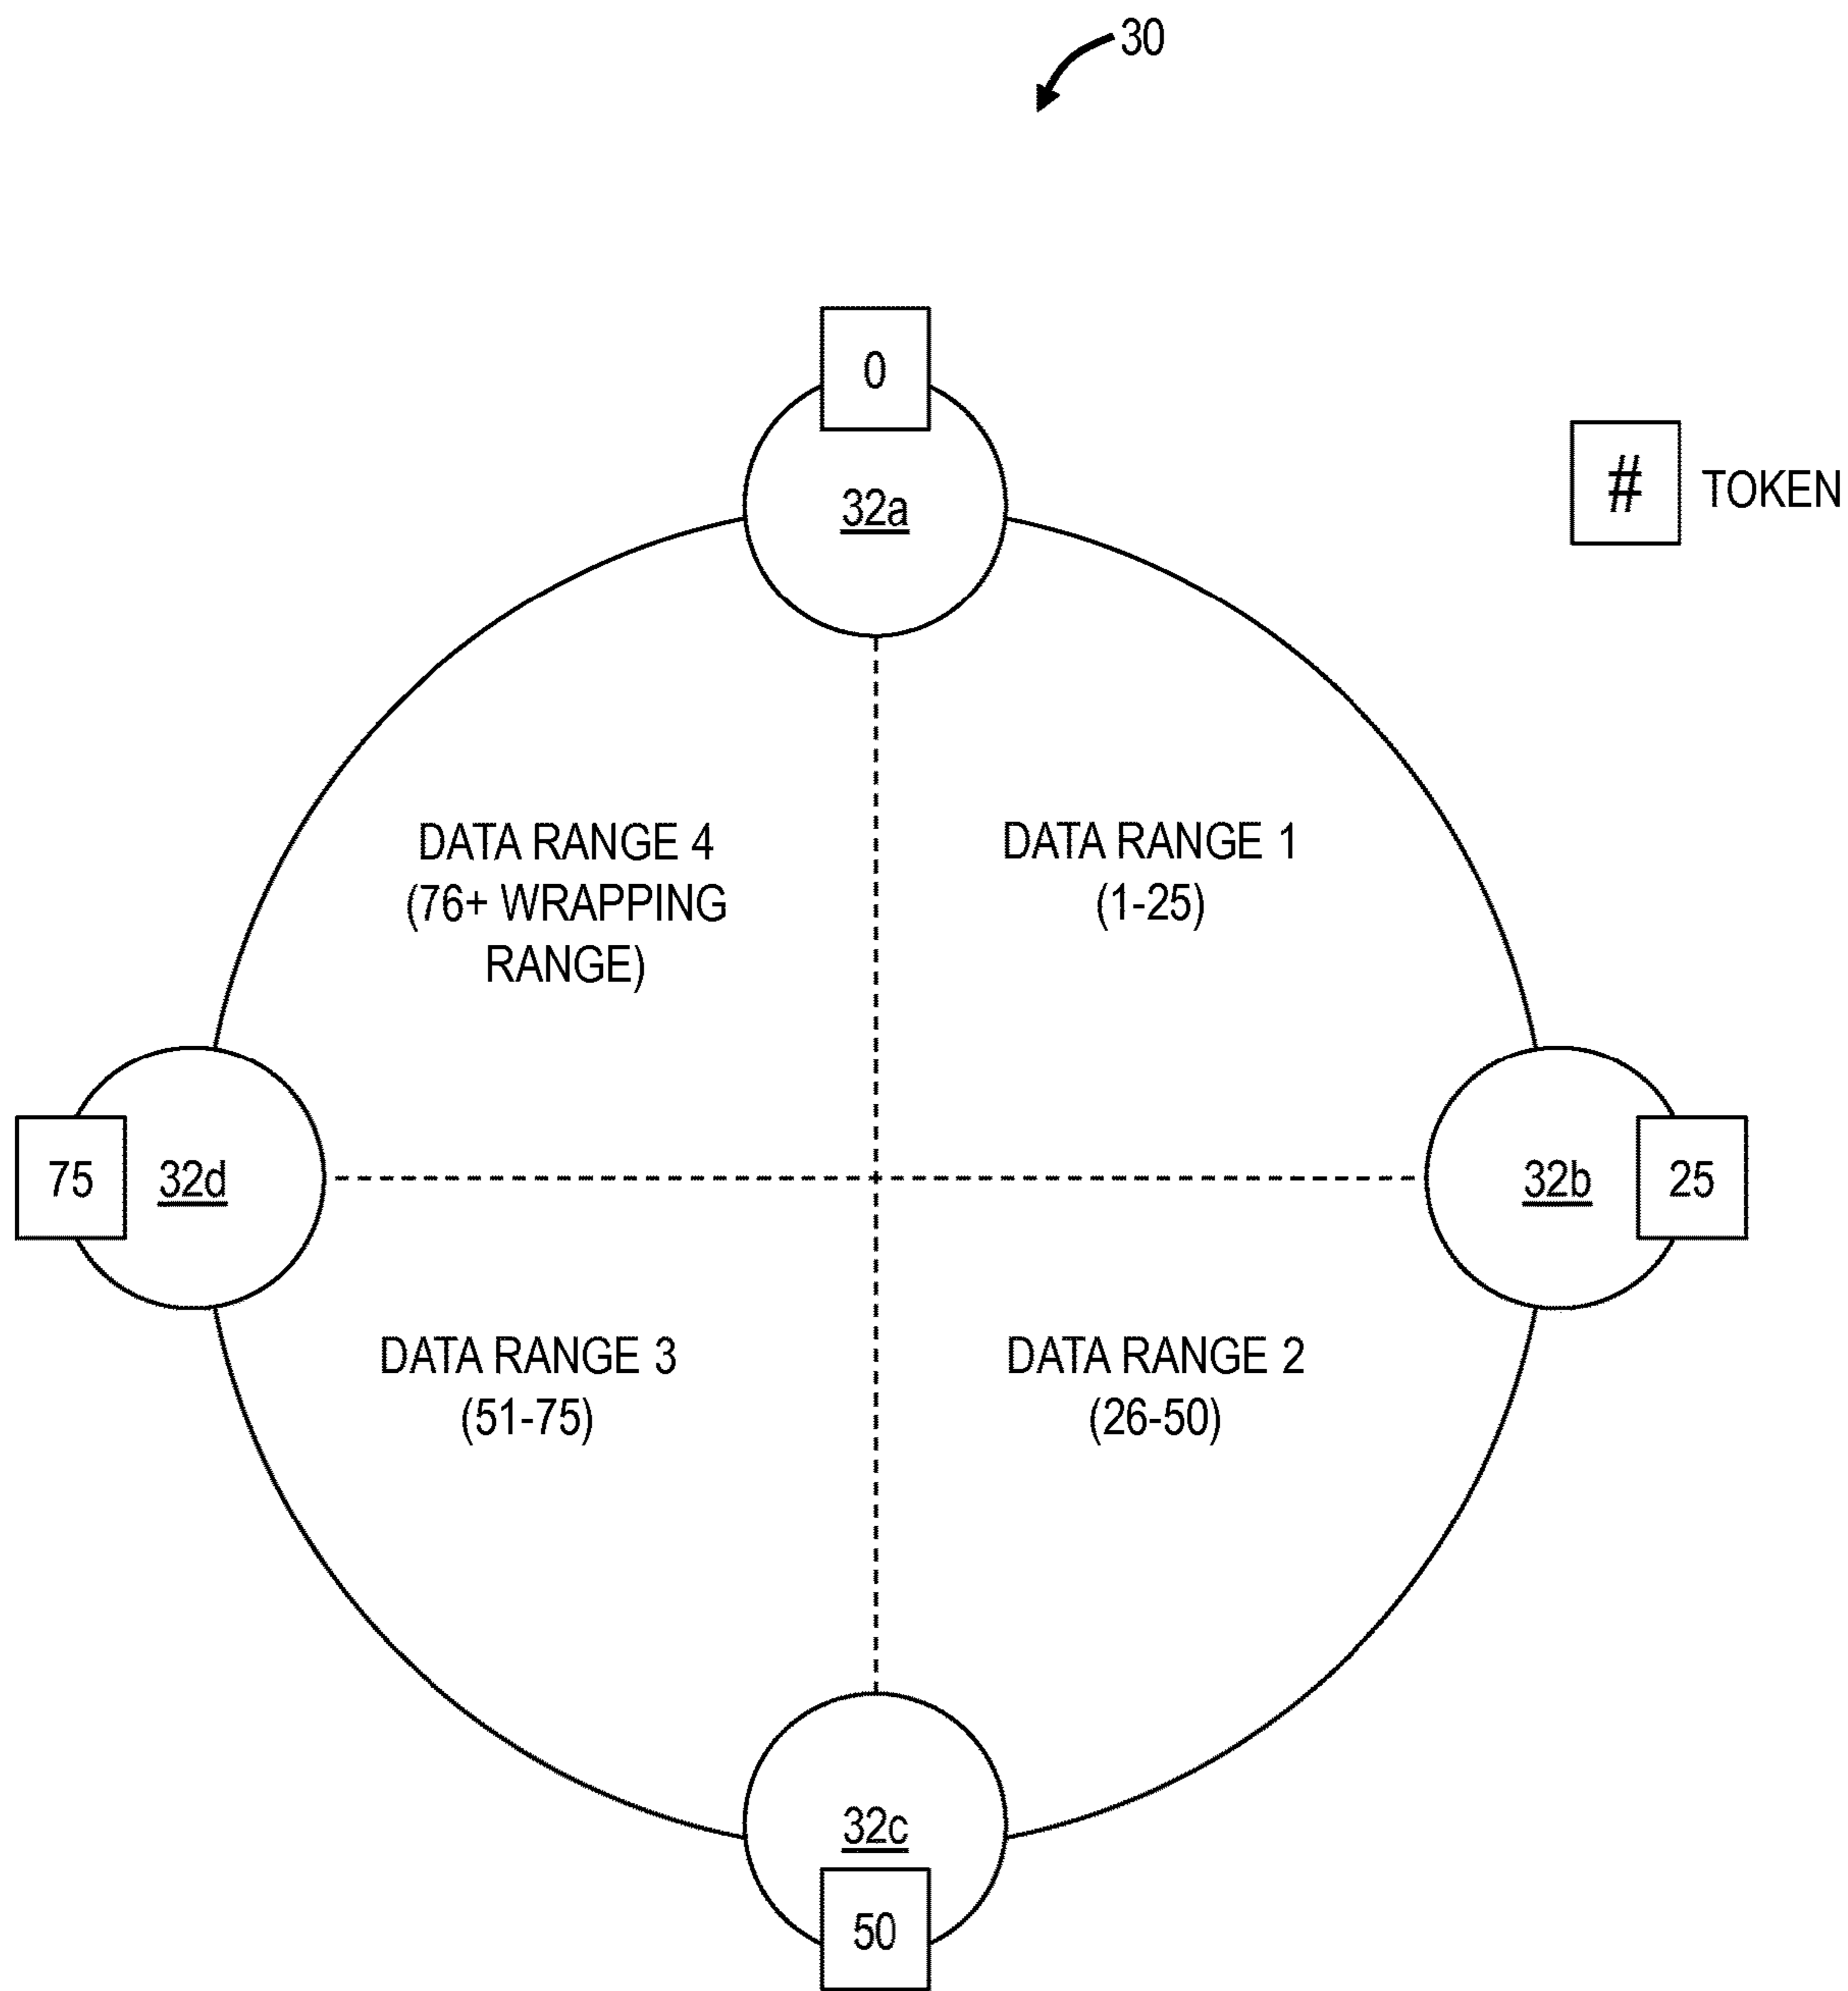 30
0
32a
# TOKEN
DATA RANGE 4
(76+ WRAPPING
RANGE)
DATA RANGE 1
(1-25)
75
32d
32b
25
DATA RANGE 3
(51-75)
DATA RANGE 2
(26-50)
32c
50